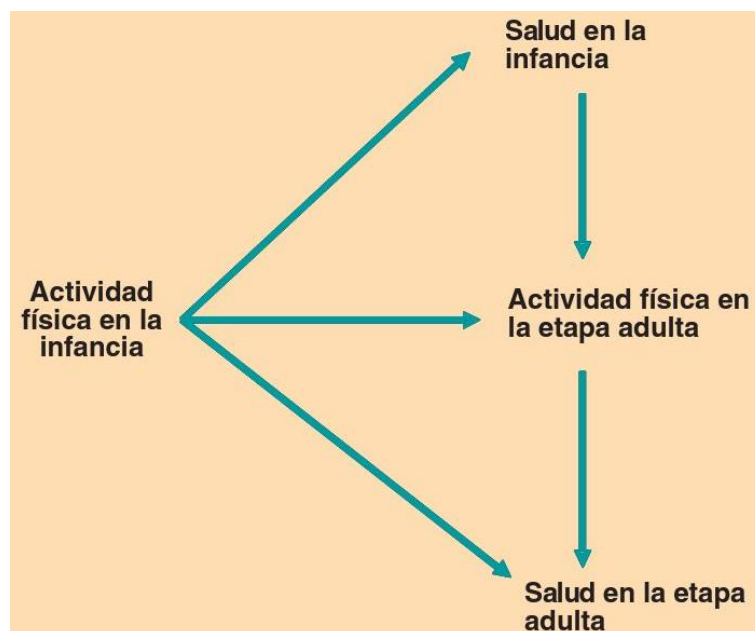 Salud en la
infancia
Actividad
física en la
infancia
Actividad física en
la etapa adulta
Salud en la etapa
adulta